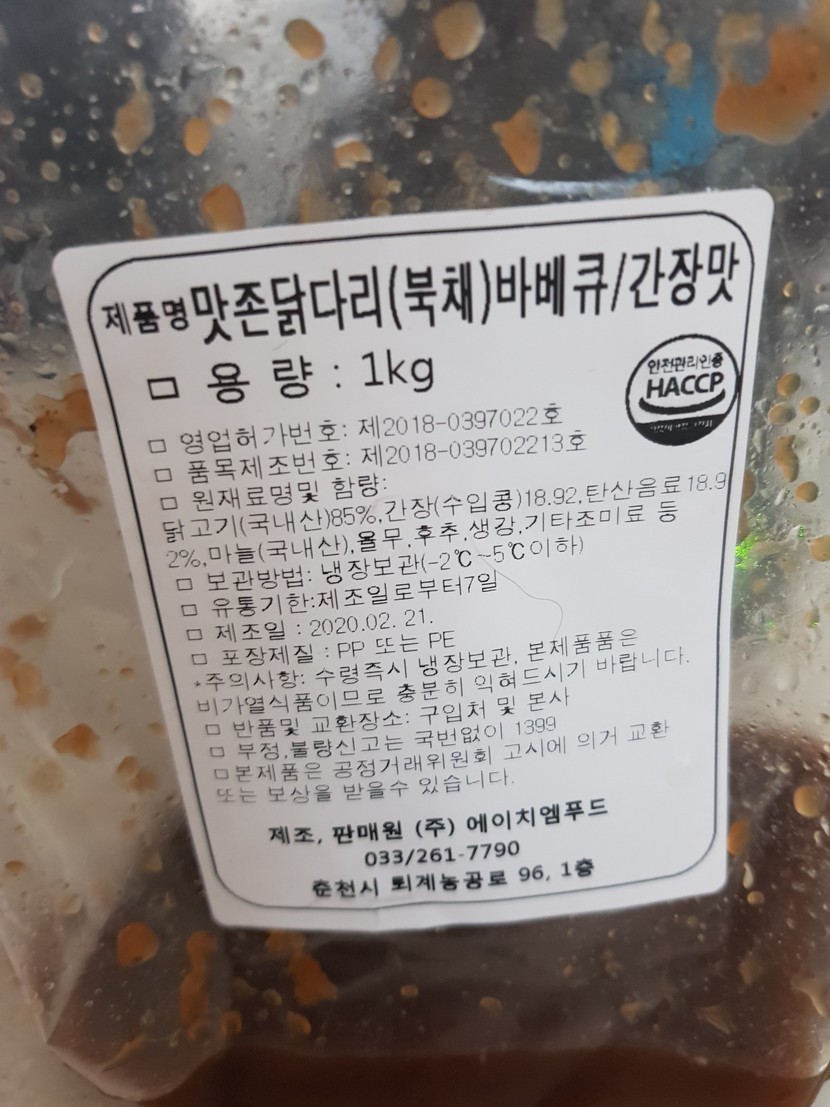 제품명 맛존닭다리(북채)바베큐/간장맛
□ 용 량 : 1kg
안전관리인증
HACCP
□ 영업허가번호: 제2018-0397022호
□ 품목제조번호: 제2018-039702213호
□ 원재료명및 함량:
닭고기(국내산)85%,간장(수입콩)18.92,탄산음료18.9
2%,마늘(국내산),율무,후추,생강,기타조미료 등
□ 보관방법: 냉장보관(-2℃~5℃이하)
□ 유통기한:제조일로부터7일
□ 제조일 : 2020.02. 21.
□ 포장제질 : PP 또는 PE
*주의사항: 수령즉시 냉장보관, 본제품품은
비가열식품이므로 충분히 익혀드시기 바랍니다.
□ 반품및 교환장소: 구입처 및 본사
□ 부정,불량신고는 국번없이 1399
□본제품은 공정거래위원회 고시에 의거 교환
또는 보상을 받을수 있습니다.
제조, 판매원 (주) 에이치엠푸드
033/261-7790
춘천시 퇴계농공로 96, 1층